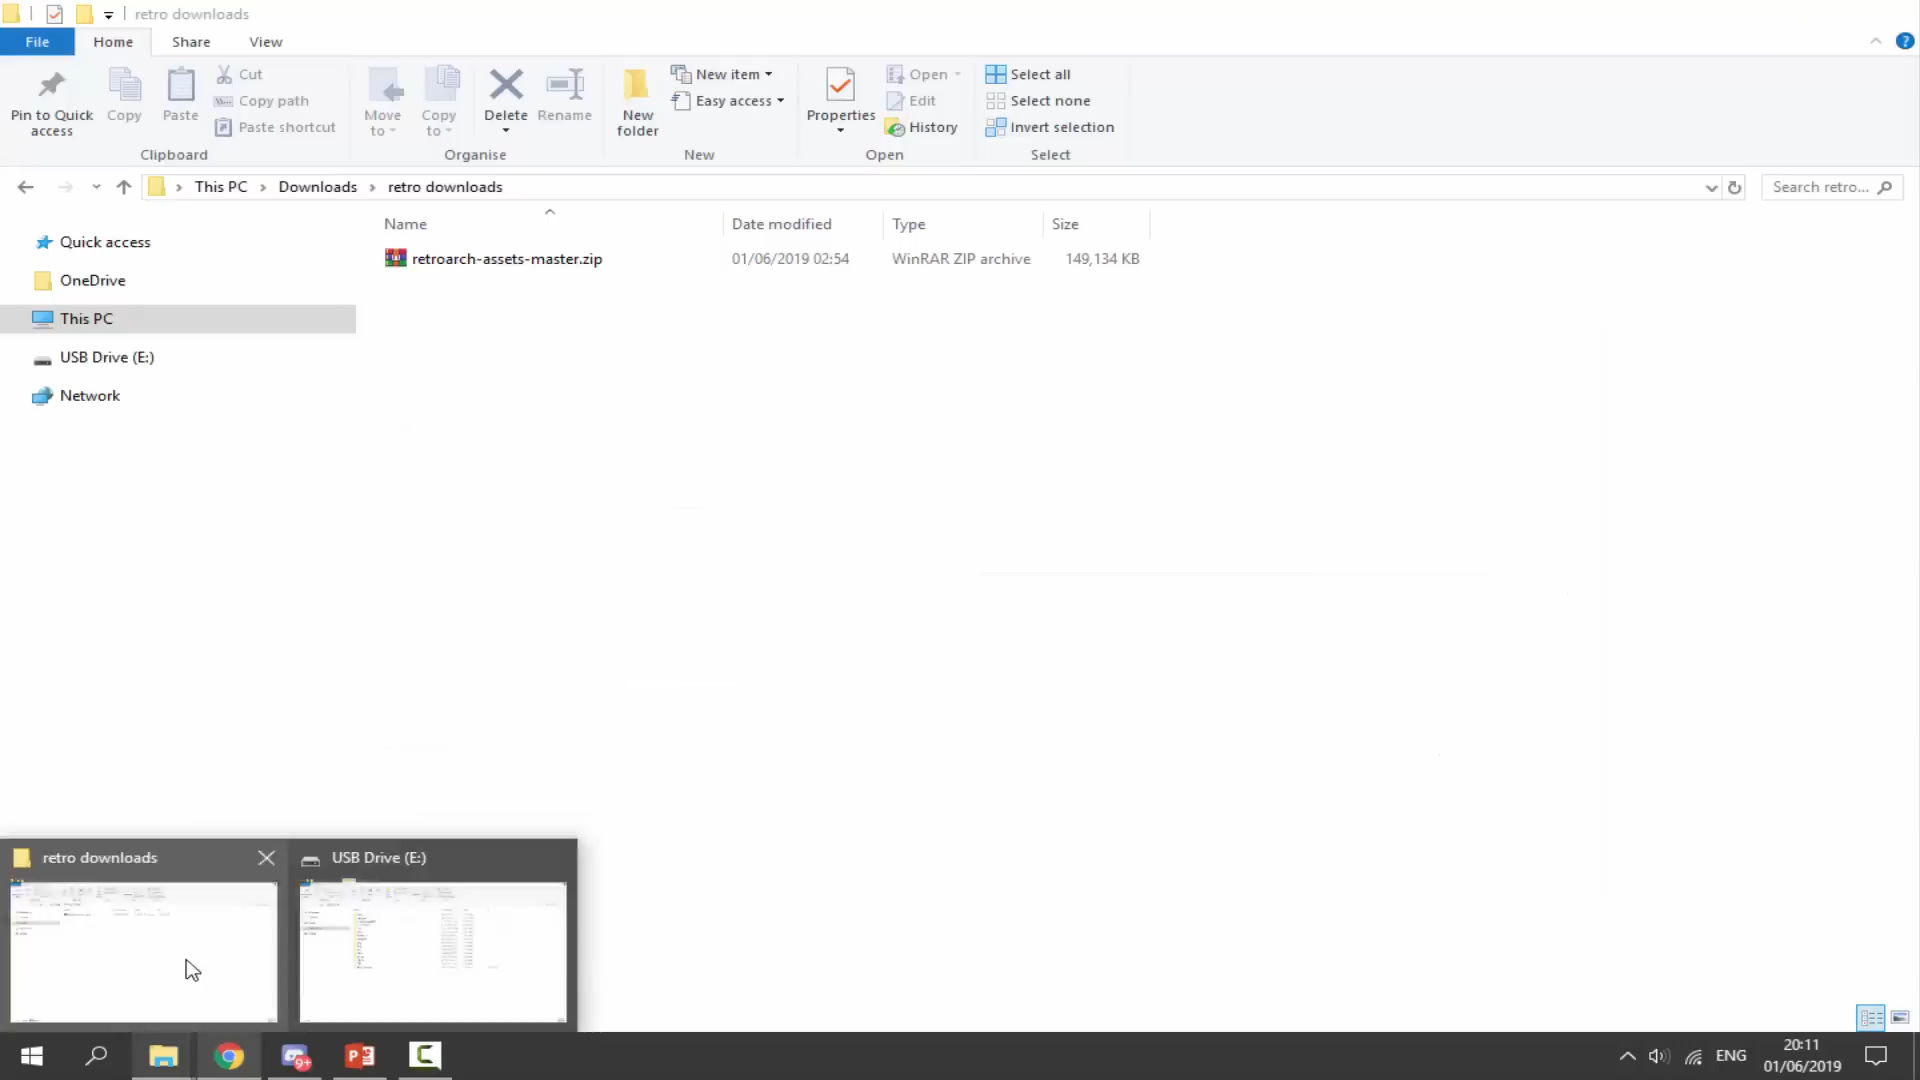 retro downloads
File Home Share View
Pin to Quick access
Copy
Paste
Cut
Copy path
Paste shortcut
Clipboard
Move to
Copy to
Delete
Rename
Organise
New folder
New item
Easy access
New
Properties
Open
Edit
History
Open
Select all
Select none
Invert selection
Select
This PC Downloads retro downloads
Search retro...
Quick access
OneDrive
This PC
USB Drive (E:)
Network
Name Date modified Type Size
retroarch-assets-master.zip 01/06/2019 02:54 WinRAR ZIP archive 149,134 KB
retro downloads
USB Drive (E:)
9+
ENG
20:11
01/06/2019